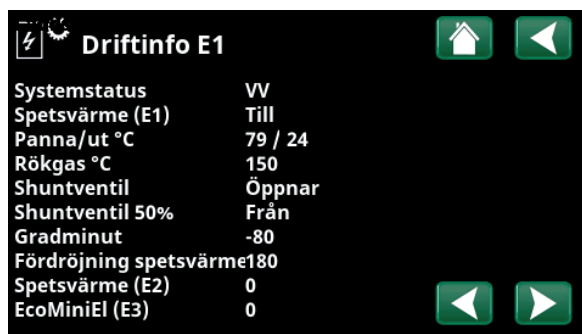 Driftinfo E1
Systemstatus VV
Spetsvärme (E1) Till
Panna/ut °C 79 / 24
Rökgas °C 150
Shuntventil Öppnar
Shuntventil 50% Från
Gradminut -80
Fördröjning spetsvärme180
Spetsvärme (E2) 0
EcoMiniEl (E3) 0